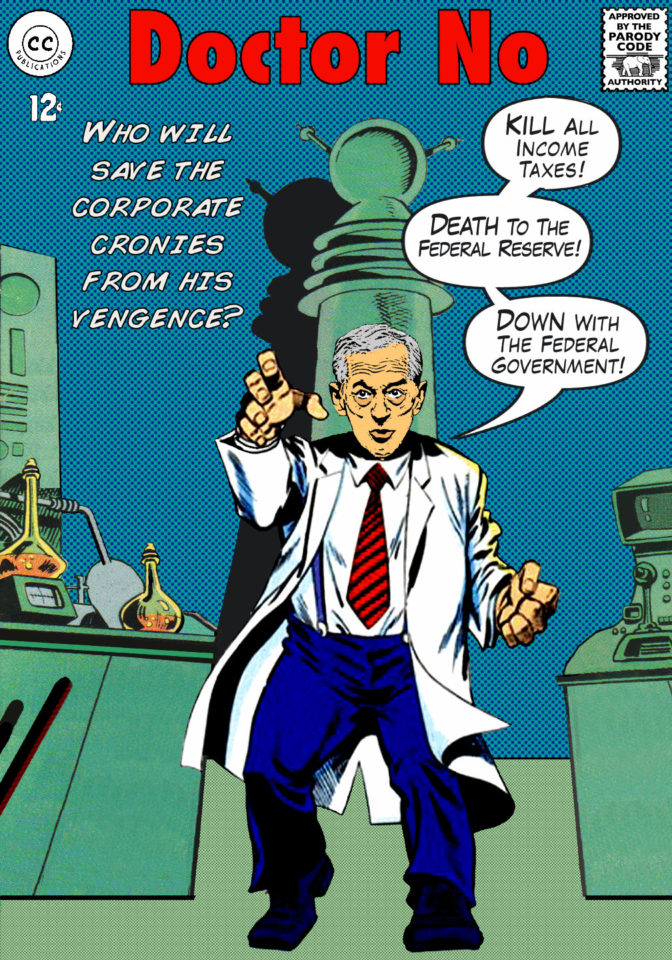 Doctor No
CC
PUBLICATIONS
12¢
APPROVED
BY THE
PARODY
CODE
AUTHORITY
WHO WILL
SAVE THE
CORPORATE
CRONIES
FROM HIS
VENGENCE?
KILL ALL
INCOME
TAXES!
DEATH TO THE
FEDERAL RESERVE!
DOWN WITH
THE FEDERAL
GOVERNMENT!